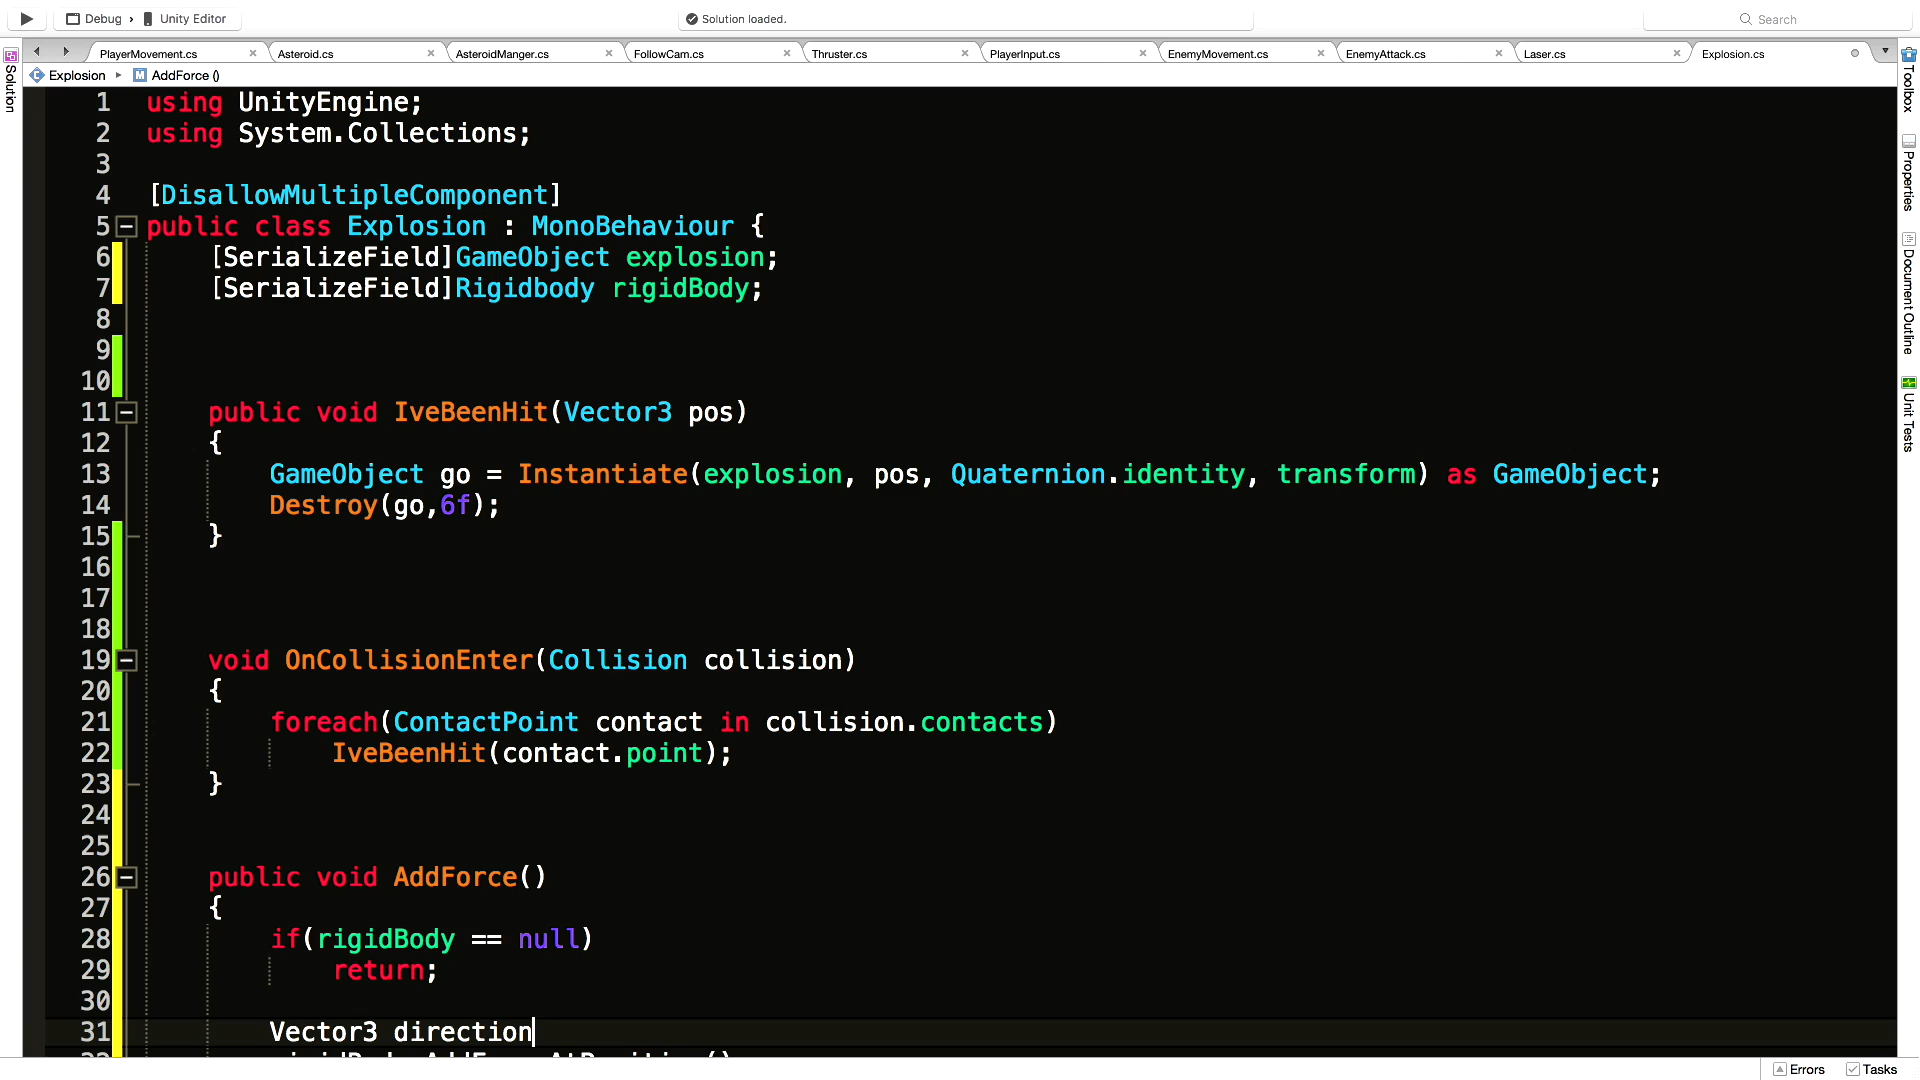 Debug › Unity Editor
Solution loaded.
Search
PlayerMovement.cs
Asteroid.cs
AsteroidManger.cs
FollowCam.cs
Thruster.cs
PlayerInput.cs
EnemyMovement.cs
EnemyAttack.cs
Laser.cs
Explosion.cs
Explosion ▸ M AddForce ()
Solution
Toolbox
Properties
Document Outline
Unit Tests
1 using UnityEngine;
2 using System.Collections;
3
4 [DisallowMultipleComponent]
5 public class Explosion : MonoBehaviour {
6 [SerializeField]GameObject explosion;
7 [SerializeField]Rigidbody rigidBody;
8
9
10
11 public void IveBeenHit(Vector3 pos)
12 {
13 GameObject go = Instantiate(explosion, pos, Quaternion.identity, transform) as GameObject;
14 Destroy(go,6f);
15 }
16
17
18
19 void OnCollisionEnter(Collision collision)
20 {
21 foreach(ContactPoint contact in collision.contacts)
22 IveBeenHit(contact.point);
23 }
24
25
26 public void AddForce()
27 {
28 if(rigidBody == null)
29 return;
30
31 Vector3 direction
Errors
Tasks